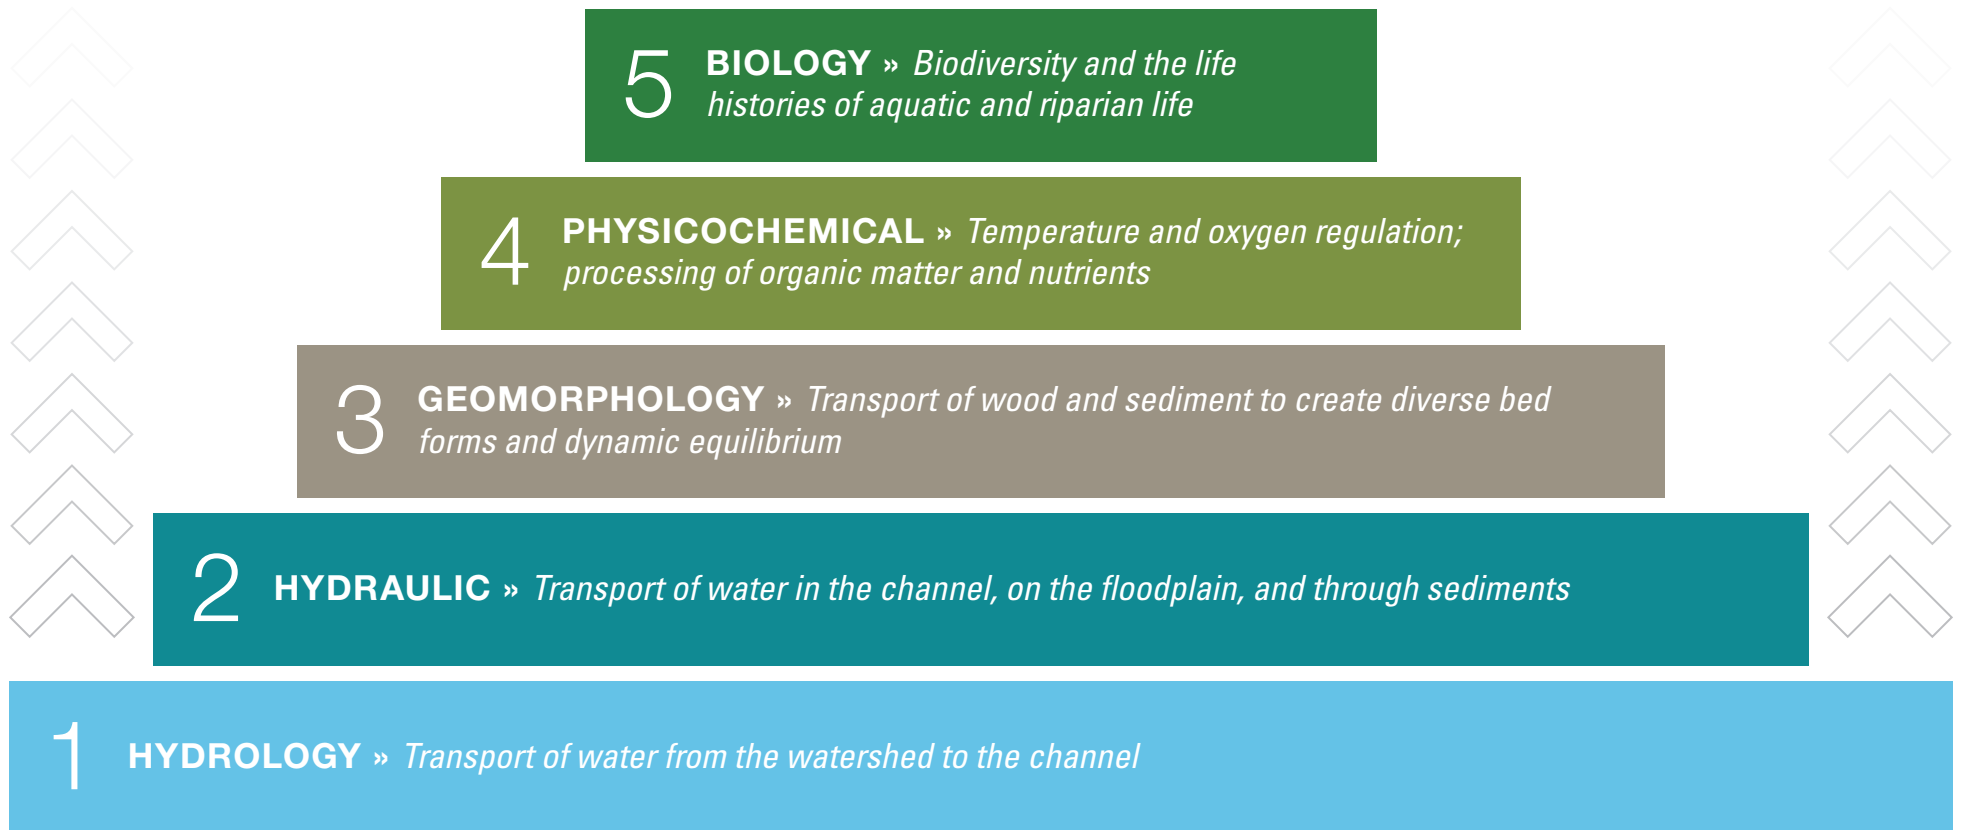 5
BIOLOGY » Biodiversity and the life
histories of aquatic and riparian life
4
PHYSICOCHEMICAL » Temperature and oxygen regulation;
processing of organic matter and nutrients
3
GEOMORPHOLOGY » Transport of wood and sediment to create diverse bed
forms and dynamic equilibrium
2
HYDRAULIC » Transport of water in the channel, on the floodplain, and through sediments
1
HYDROLOGY » Transport of water from the watershed to the channel